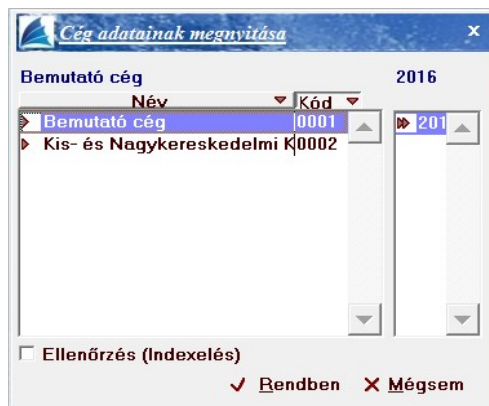 Cég adatainak megnyitása x
Bemutató cég 2016
Név Kód
Bemutató cég 0001 201
Kis- és Nagykereskedelmi K 0002
Ellenőrzés (Indexelés)
Rendben Mégsem